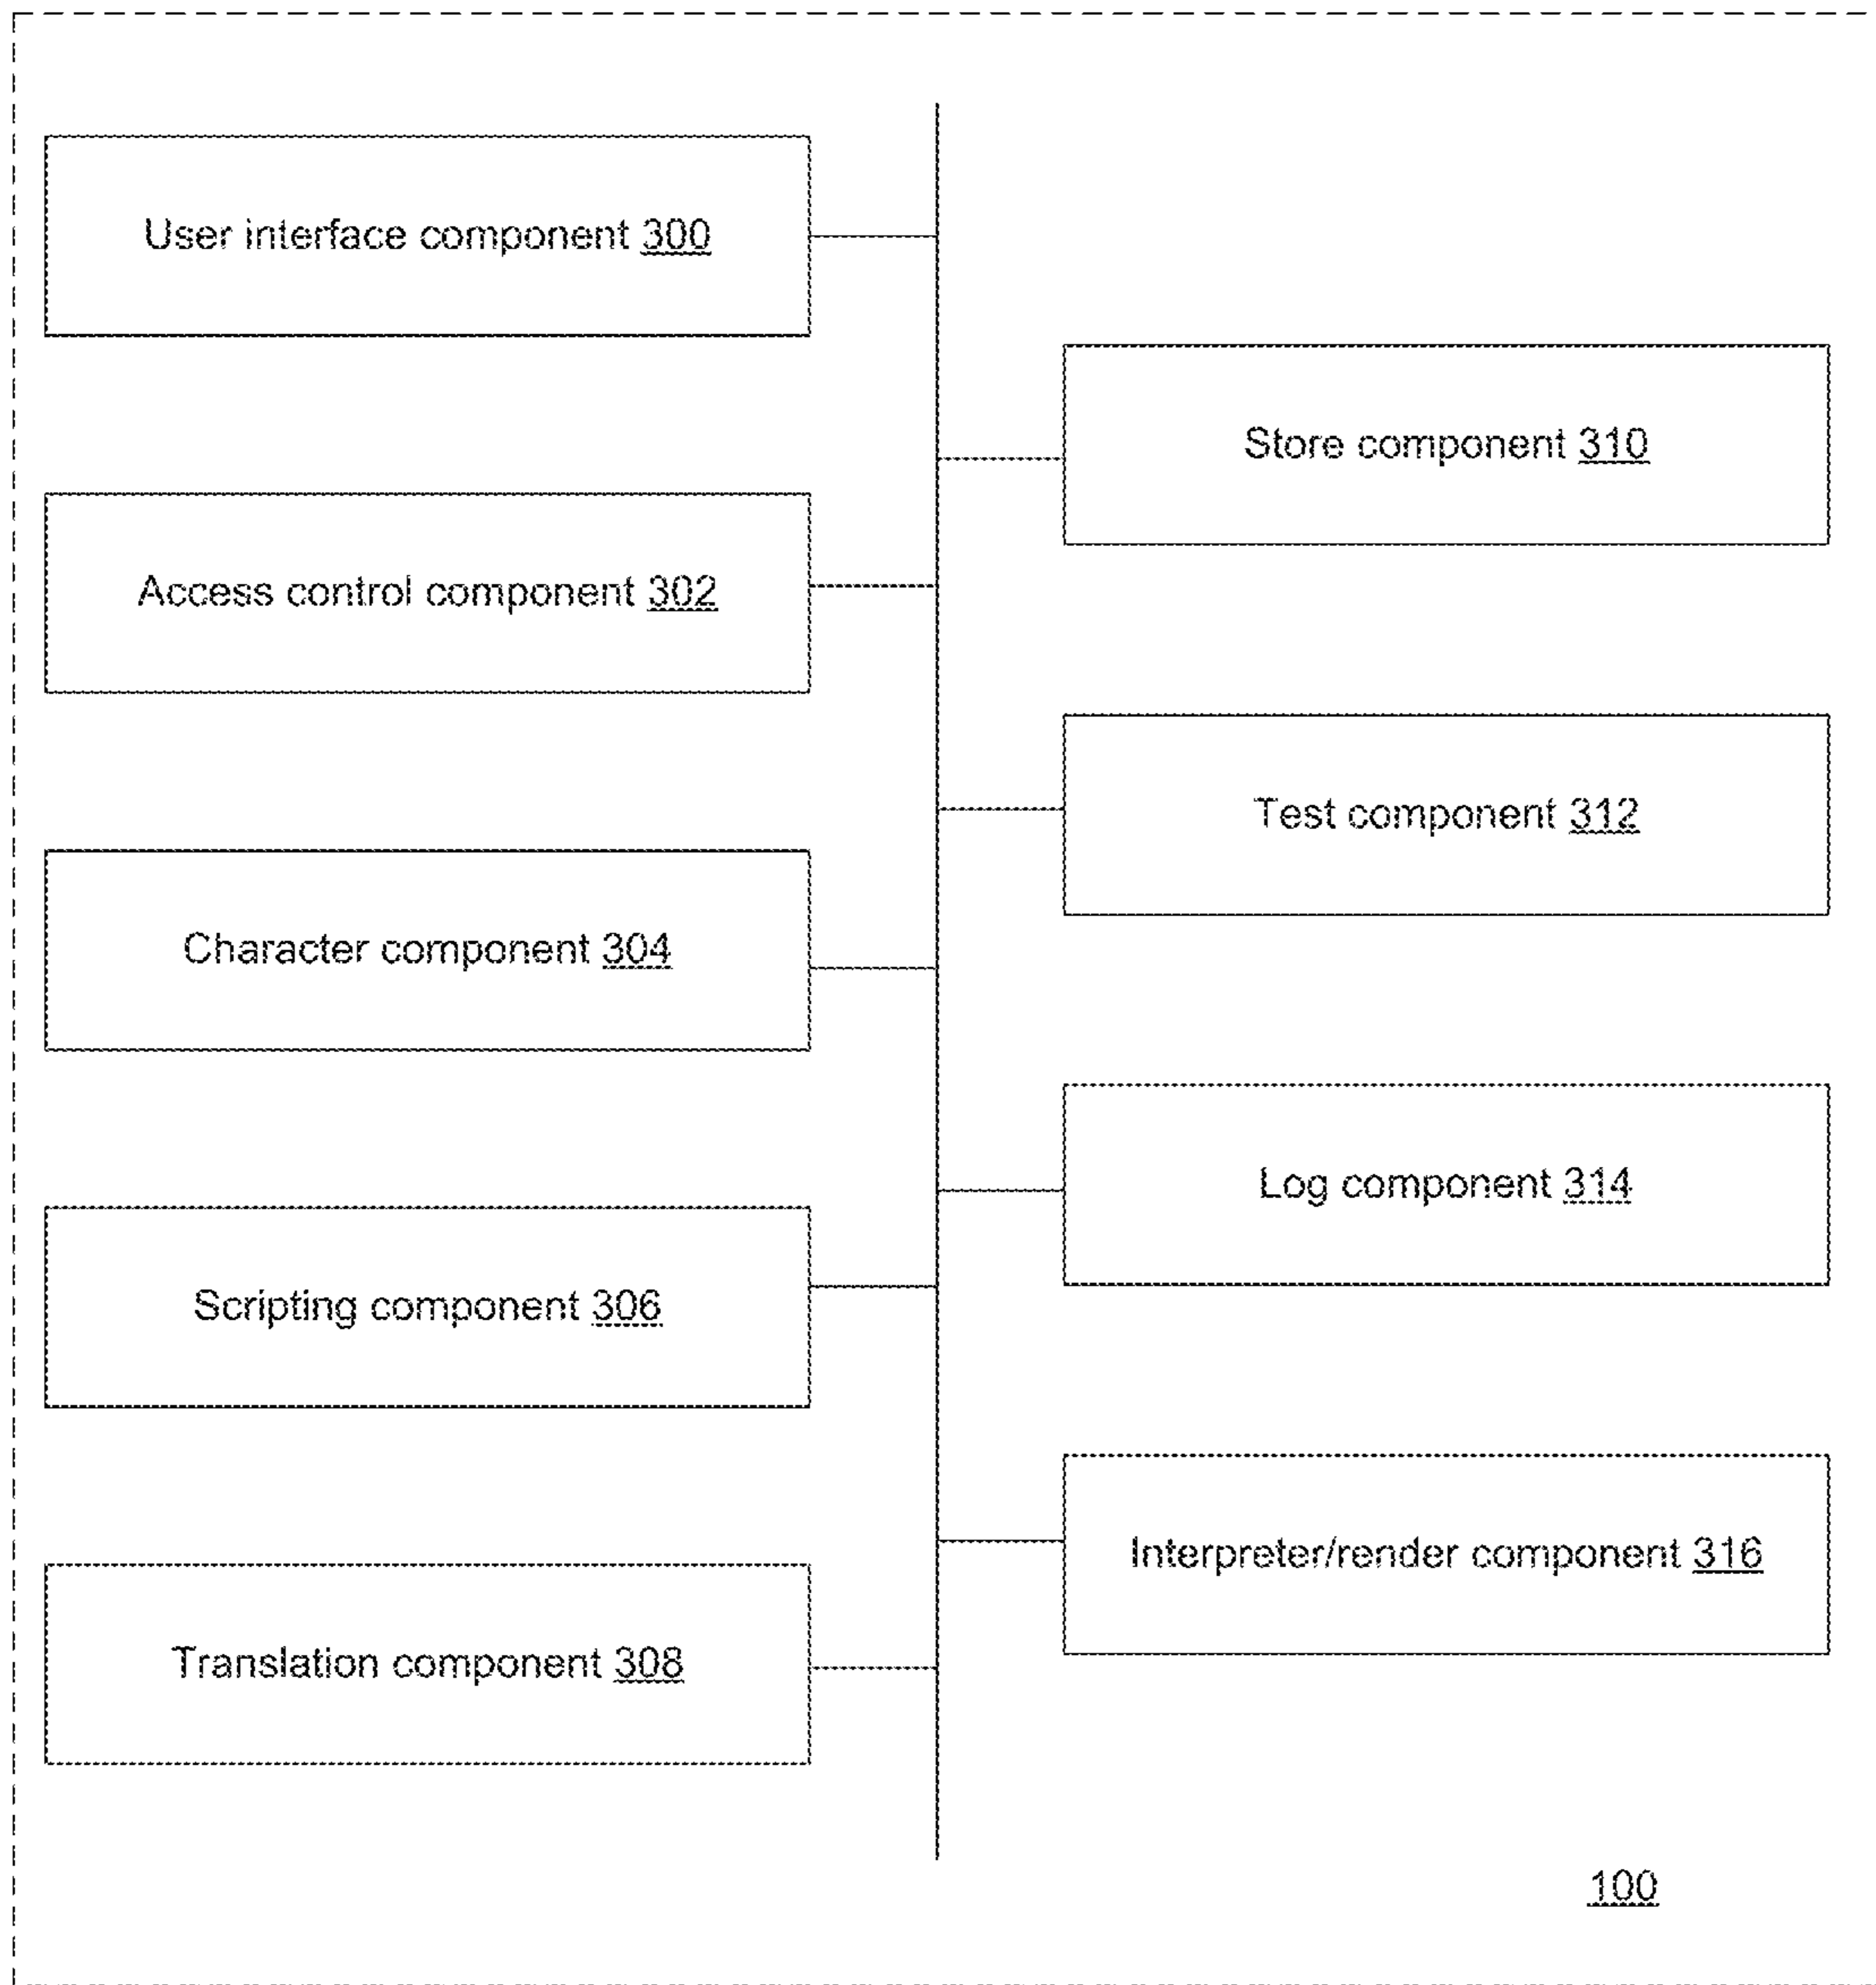 User interface component 300
Access control component 302
Character component 304
Scripting component 306
Translation component 308
Store component 310
Test component 312
Log component 314
Interpreter/render component 316
100